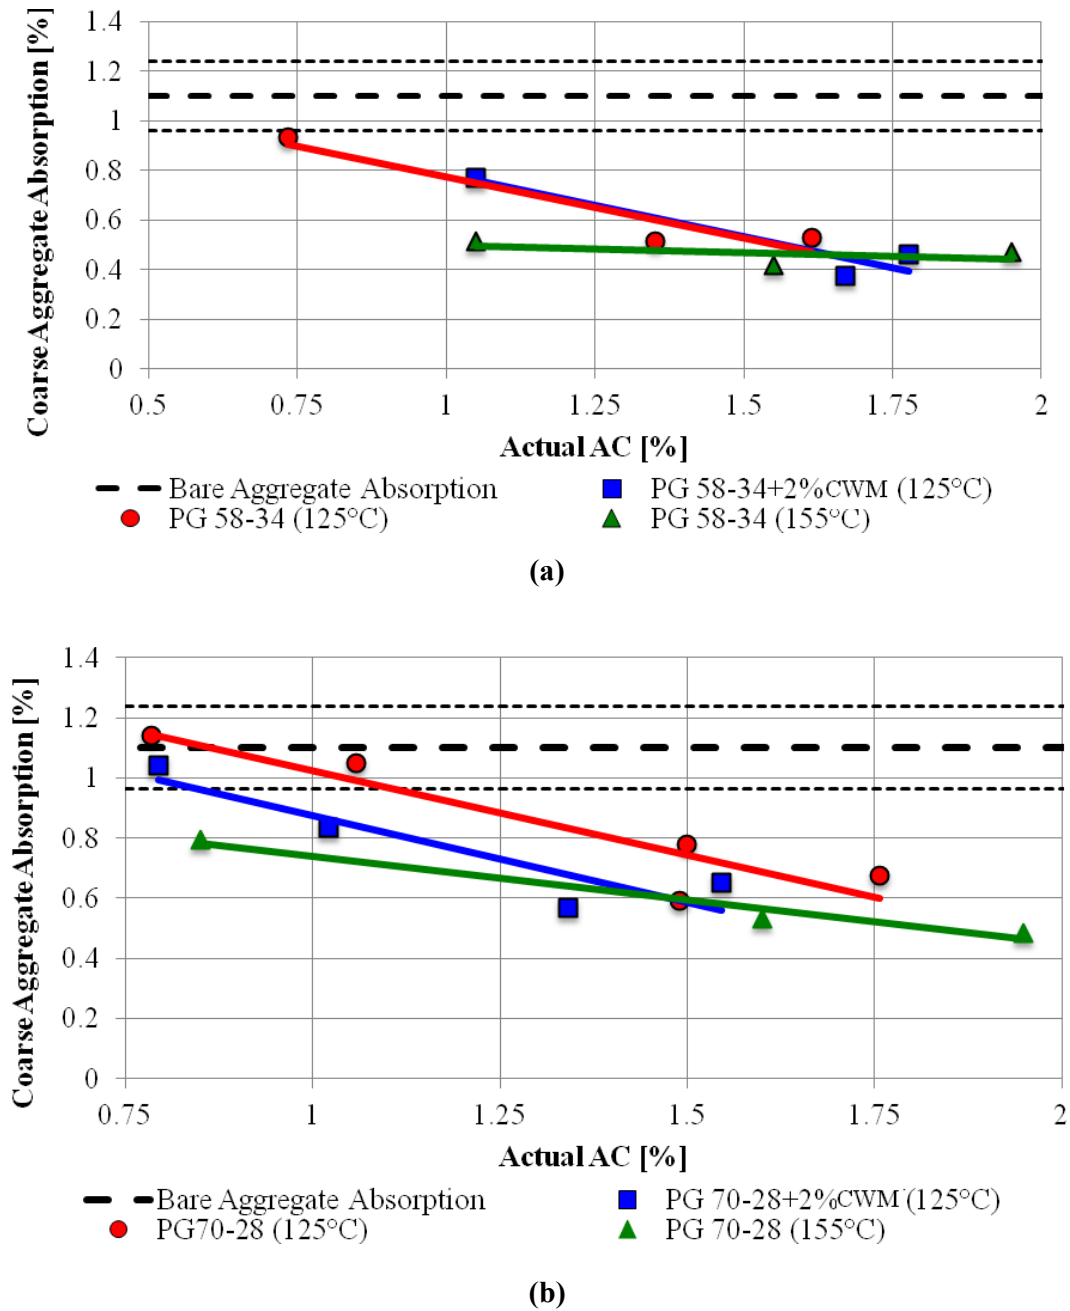 Coarse Aggregate Absorption [%]
1.4
1.2
1
0.8
0.6
0.4
0.2
0
0.5 0.75 1 1.25 1.5 1.75 2
Actual AC [%]
Bare Aggregate Absorption PG 58-34+2%CWM (125°C)
PG 58-34 (125°C) PG 58-34 (155°C)
(a)
Coarse Aggregate Absorption [%]
1.4
1.2
1
0.8
0.6
0.4
0.2
0
0.75 1 1.25 1.5 1.75 2
Actual AC [%]
Bare Aggregate Absorption PG 70-28+2%CWM (125°C)
PG70-28 (125°C) PG 70-28 (155°C)
(b)